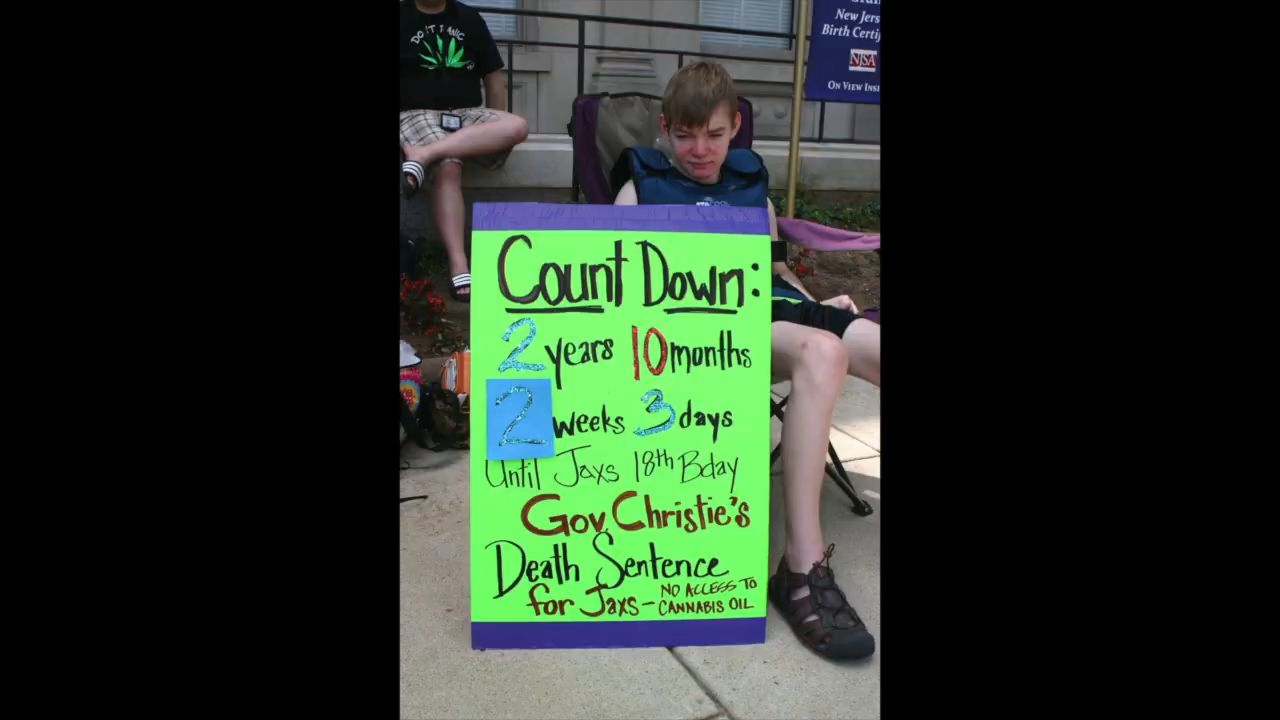 DON'T PANIC
New Jers
Birth Certif
NJSA
ON VIEW INSI
Count Down:
2 years 10 months
2 weeks 3 days
Until Jaxs 18th Bday
Gov. Christie's
Death Sentence
for Jaxs - NO ACCESS TO
CANNABIS OIL